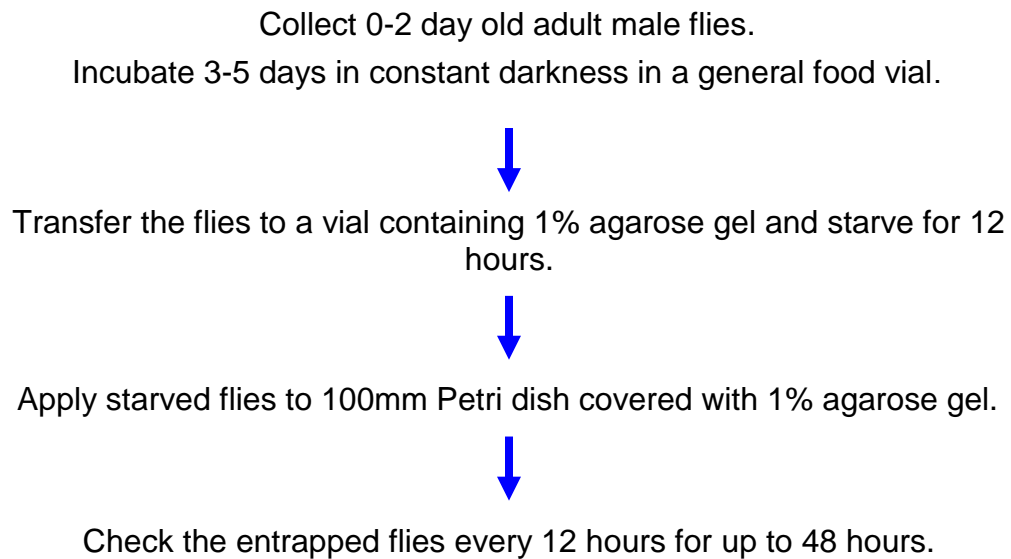 Collect 0-2 day old adult male flies.
Incubate 3-5 days in constant darkness in a general food vial.
Transfer the flies to a vial containing 1% agarose gel and starve for 12
hours.
Apply starved flies to 100mm Petri dish covered with 1% agarose gel.
Check the entrapped flies every 12 hours for up to 48 hours.